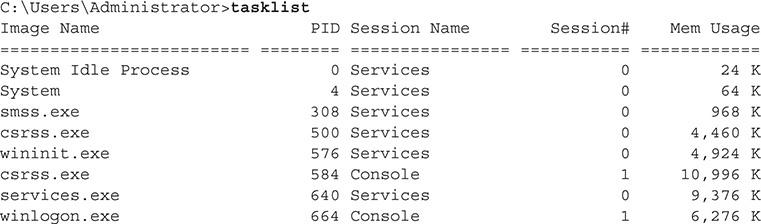 C:\Users\Administrator>tasklist
Image Name                     PID Session Name        Session#    Mem Usage
========================= ======== ================ =========== ============
System Idle Process              0 Services                   0         24 K
System                           4 Services                   0         64 K
smss.exe                       308 Services                   0        968 K
csrss.exe                      500 Services                   0      4,460 K
wininit.exe                    576 Services                   0      4,924 K
csrss.exe                      584 Console                    1     10,996 K
services.exe                   640 Services                   0      9,376 K
winlogon.exe                   664 Console                    1      6,276 K